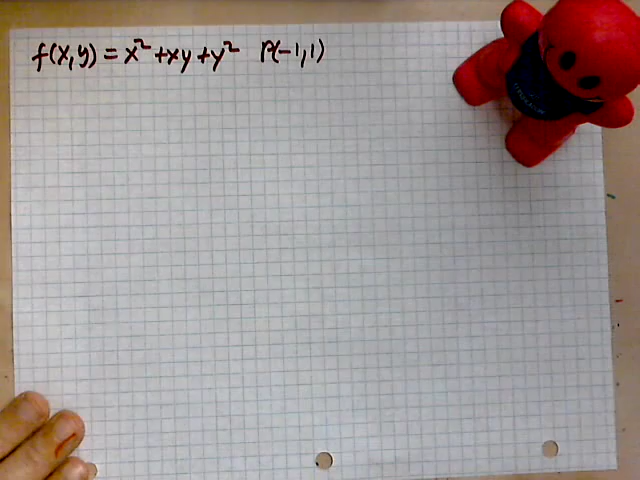 f(x,y) = x² + xy + y² P(-1,1)